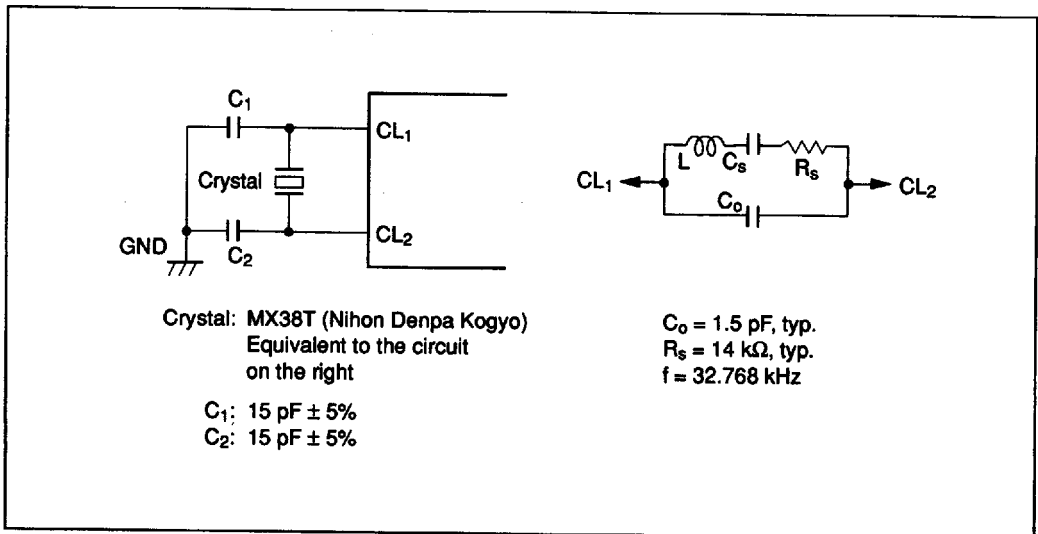 C₁
CL₁
Crystal
CL₂
GND
C₂
L
Cₛ
Rₛ
CL₁
CL₂
C₀
Crystal: MX38T (Nihon Denpa Kogyo)
Equivalent to the circuit
on the right
C₁: 15 pF ± 5%
C₂: 15 pF ± 5%
C₀ = 1.5 pF, typ.
Rₛ = 14 kΩ, typ.
f = 32.768 kHz